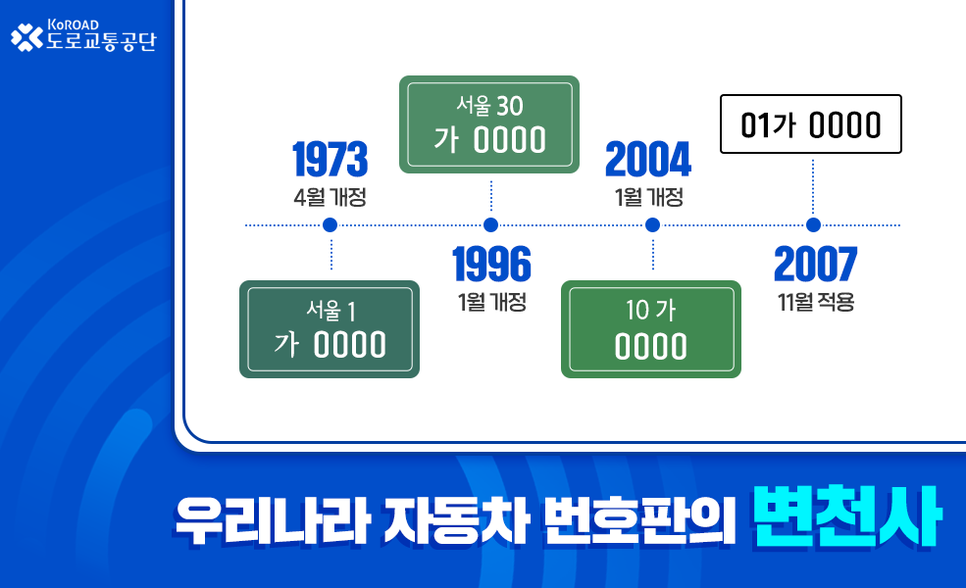 KoROAD
도로교통공단
1973
4월 개정
서울 1
가 0000
서울 30
가 0000
1996
1월 개정
2004
1월 개정
10 가
0000
01가 0000
2007
11월 적용
우리나라 자동차 번호판의 변천사